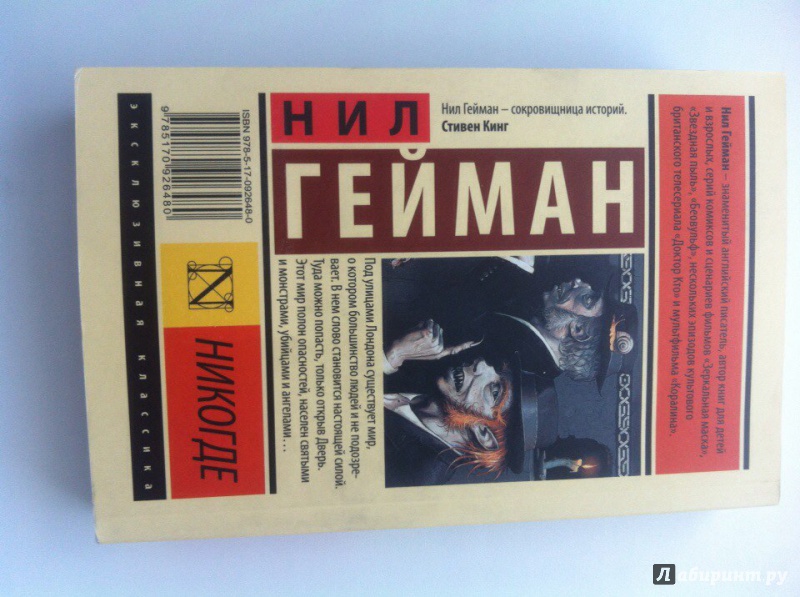 Нил Гейман – знаменитый английский писатель, автор книг для детей
и взрослых, серий комиксов и сценариев фильмов «Зеркальная маска»,
«Звездная пыль», «Беовульф», нескольких эпизодов культового
британского телесериала «Доктор Кто» и мультфильма «Коралина».
Нил Гейман – сокровищница историй.
Стивен Кинг
НИЛ
ГЕЙМАН
Под улицами Лондона существует мир,
о котором большинство людей и не подозре-
вает. В нем слово становится настоящей силой.
Туда можно попасть, только открыв Дверь.
Этот мир полон опасностей, населен святыми
и монстрами, убийцами и ангелами…
ISBN 978-5-17-092648-0
9 785170 926480
N
НИКОГДЕ
эксклюзивная классика
Лабиринт.ру